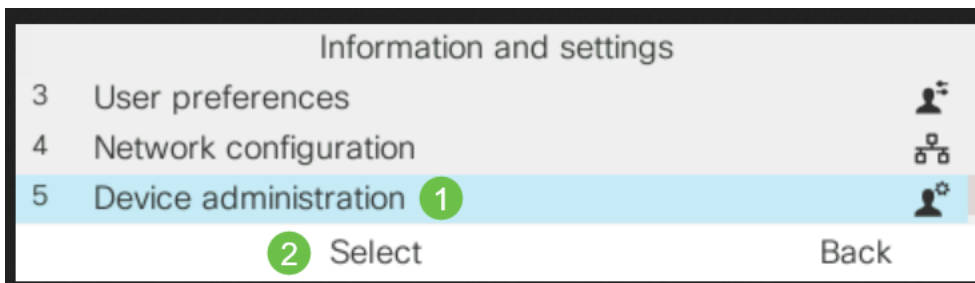 Information and settings
3 User preferences
4 Network configuration
5 Device administration 1
2 Select Back